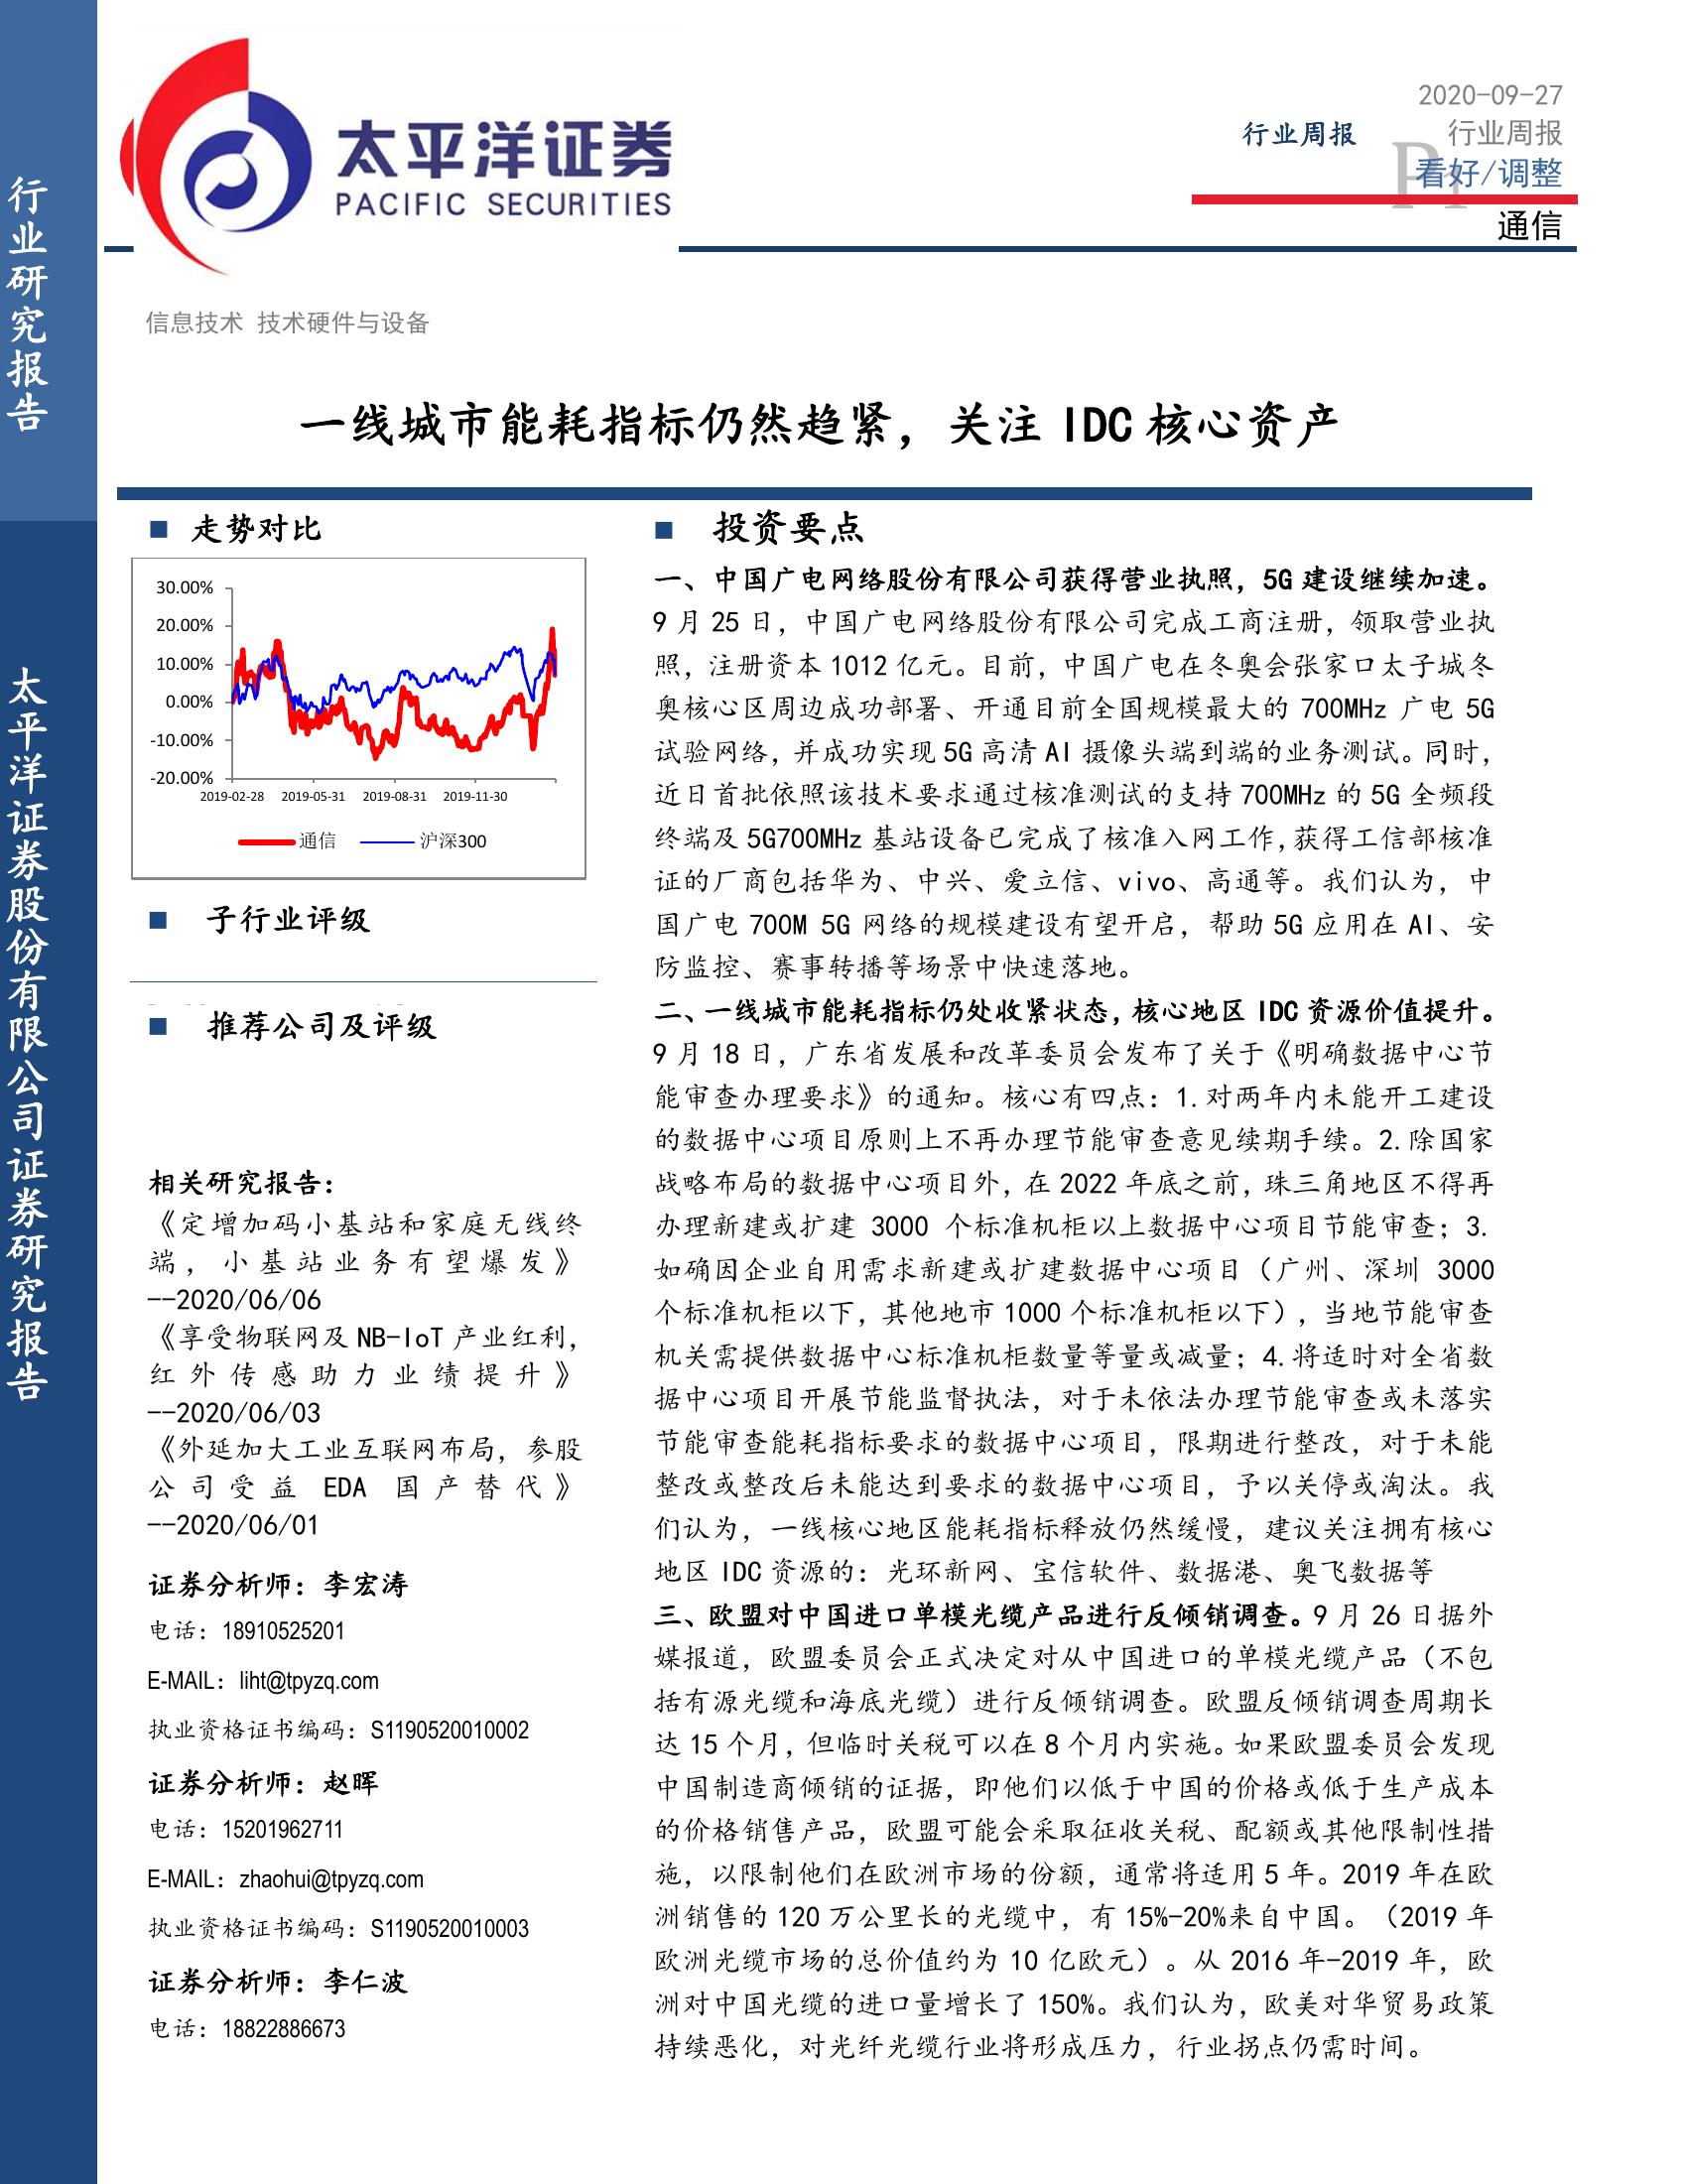 行业研究报告
太平洋证券股份有限公司证券研究报告
太平洋证券
PACIFIC SECURITIES
2020-09-27
行业周报
行业周报
P1
看好/调整
通信
信息技术 技术硬件与设备
一线城市能耗指标仍然趋紧，关注 IDC 核心资产
■ 走势对比
30.00%
20.00%
10.00%
0.00%
-10.00%
-20.00%
2019-02-28 2019-05-31 2019-08-31 2019-11-30
通信 沪深300
■ 子行业评级
■ 推荐公司及评级
相关研究报告：
《定增加码小基站和家庭无线终
端，小基站业务有望爆发》
--2020/06/06
《享受物联网及 NB-IoT 产业红利，
红外传感助力业绩提升》
--2020/06/03
《外延加大工业互联网布局，参股
公司受益 EDA 国产替代》
--2020/06/01
证券分析师：李宏涛
电话：18910525201
E-MAIL：liht@tpyzq.com
执业资格证书编码：S1190520010002
证券分析师：赵晖
电话：15201962711
E-MAIL：zhaohui@tpyzq.com
执业资格证书编码：S1190520010003
证券分析师：李仁波
电话：18822886673
■ 投资要点
一、中国广电网络股份有限公司获得营业执照，5G 建设继续加速。
9 月 25 日，中国广电网络股份有限公司完成工商注册，领取营业执
照，注册资本 1012 亿元。目前，中国广电在冬奥会张家口太子城冬
奥核心区周边成功部署、开通目前全国规模最大的 700MHz 广电 5G
试验网络，并成功实现 5G 高清 AI 摄像头端到端的业务测试。同时，
近日首批依照该技术要求通过核准测试的支持 700MHz 的 5G 全频段
终端及 5G700MHz 基站设备已完成了核准入网工作，获得工信部核准
证的厂商包括华为、中兴、爱立信、vivo、高通等。我们认为，中
国广电 700M 5G 网络的规模建设有望开启，帮助 5G 应用在 AI、安
防监控、赛事转播等场景中快速落地。
二、一线城市能耗指标仍处收紧状态，核心地区 IDC 资源价值提升。
9 月 18 日，广东省发展和改革委员会发布了关于《明确数据中心节
能审查办理要求》的通知。核心有四点：1.对两年内未能开工建设
的数据中心项目原则上不再办理节能审查意见续期手续。2.除国家
战略布局的数据中心项目外，在 2022 年底之前，珠三角地区不得再
办理新建或扩建 3000 个标准机柜以上数据中心项目节能审查；3.
如确因企业自用需求新建或扩建数据中心项目（广州、深圳 3000
个标准机柜以下，其他地市 1000 个标准机柜以下），当地节能审查
机关需提供数据中心标准机柜数量等量或减量；4.将适时对全省数
据中心项目开展节能监督执法，对于未依法办理节能审查或未落实
节能审查能耗指标要求的数据中心项目，限期进行整改，对于未能
整改或整改后未能达到要求的数据中心项目，予以关停或淘汰。我
们认为，一线核心地区能耗指标释放仍然缓慢，建议关注拥有核心
地区 IDC 资源的：光环新网、宝信软件、数据港、奥飞数据等
三、欧盟对中国进口单模光缆产品进行反倾销调查。9 月 26 日据外
媒报道，欧盟委员会正式决定对从中国进口的单模光缆产品（不包
括有源光缆和海底光缆）进行反倾销调查。欧盟反倾销调查周期长
达 15 个月，但临时关税可以在 8 个月内实施。如果欧盟委员会发现
中国制造商倾销的证据，即他们以低于中国的价格或低于生产成本
的价格销售产品，欧盟可能会采取征收关税、配额或其他限制性措
施，以限制他们在欧洲市场的份额，通常将适用 5 年。2019 年在欧
洲销售的 120 万公里长的光缆中，有 15%-20%来自中国。（2019 年
欧洲光缆市场的总价值约为 10 亿欧元）。从 2016 年-2019 年，欧
洲对中国光缆的进口量增长了 150%。我们认为，欧美对华贸易政策
持续恶化，对光纤光缆行业将形成压力，行业拐点仍需时间。